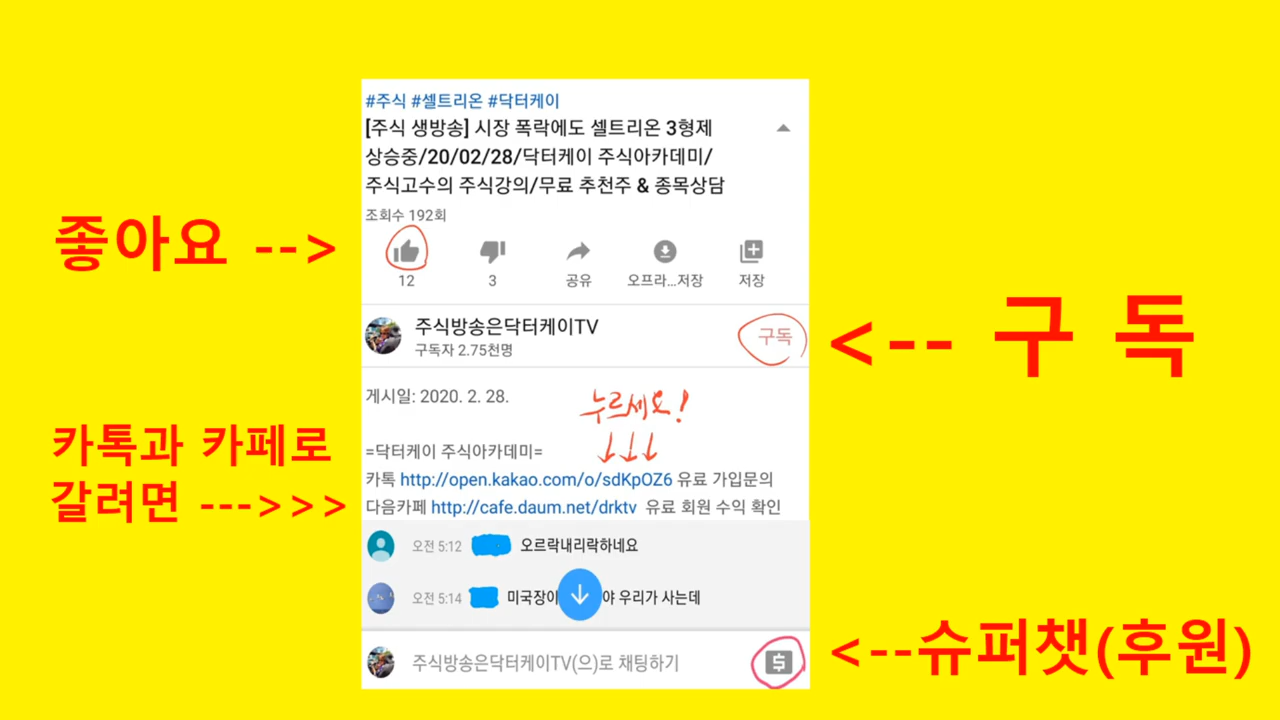 #주식 #셀트리온 #닥터케이
[주식 생방송] 시장 폭락에도 셀트리온 3형제
상승중/20/02/28/닥터케이 주식아카데미/
주식고수의 주식강의/무료 추천주 & 종목상담
조회수 192회
좋아요 -->
12
3
공유
오프라...저장
저장
주식방송은닥터케이TV
구독자 2.75천명
구독
<-- 구 독
게시일: 2020. 2. 28.
누르세요!
↓↓↓
카톡과 카페로
갈려면 --->>>
=닥터케이 주식아카데미=
카톡 http://open.kakao.com/o/sdKpOZ6 유료 가입문의
다음카페 http://cafe.daum.net/drktv 유료 회원 수익 확인
오전 5:12 오르락내리락하네요
오전 5:14 미국장이 야 우리가 사는데
주식방송은닥터케이TV(으)로 채팅하기
<--슈퍼챗(후원)